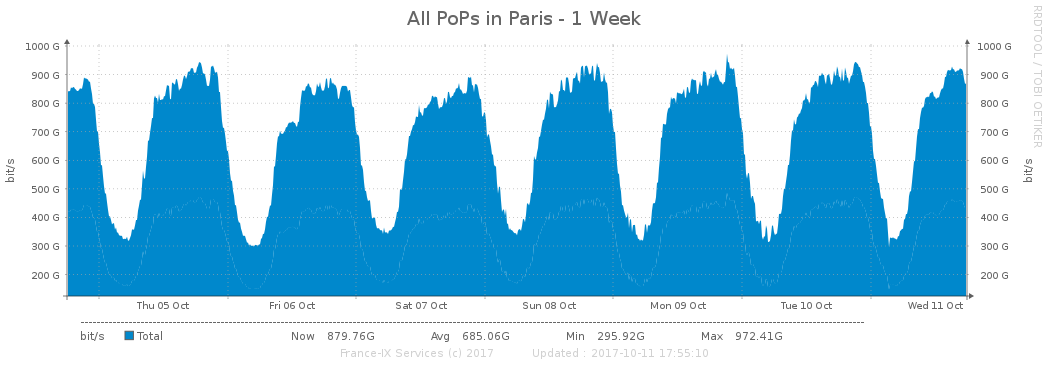 All PoPs in Paris - 1 Week
RRDTOOL / TOBI OETIKER
1000 G 1000 G
900 G 900 G
800 G 800 G
700 G 700 G
600 G 600 G
500 G 500 G
400 G 400 G
300 G 300 G
200 G 200 G
bit/s
bit/s
Thu 05 Oct Fri 06 Oct Sat 07 Oct Sun 08 Oct Mon 09 Oct Tue 10 Oct Wed 11 Oct
bit/s Total Now 879.76G Avg 685.06G Min 295.92G Max 972.41G
France-IX Services (c) 2017 Updated : 2017-10-11 17:55:10